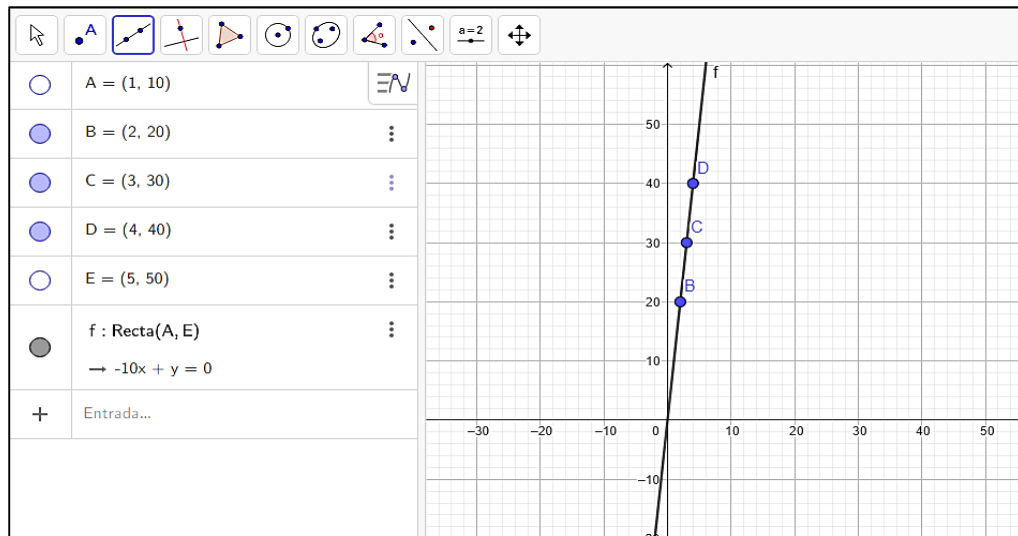 A
a=2
A = (1, 10)
B = (2, 20)
C = (3, 30)
D = (4, 40)
E = (5, 50)
f : Recta(A, E)
→ -10x + y = 0
+ Entrada...
f
50
D
40
C
30
B
20
10
−30 −20 −10 0 10 20 30 40 50
−10